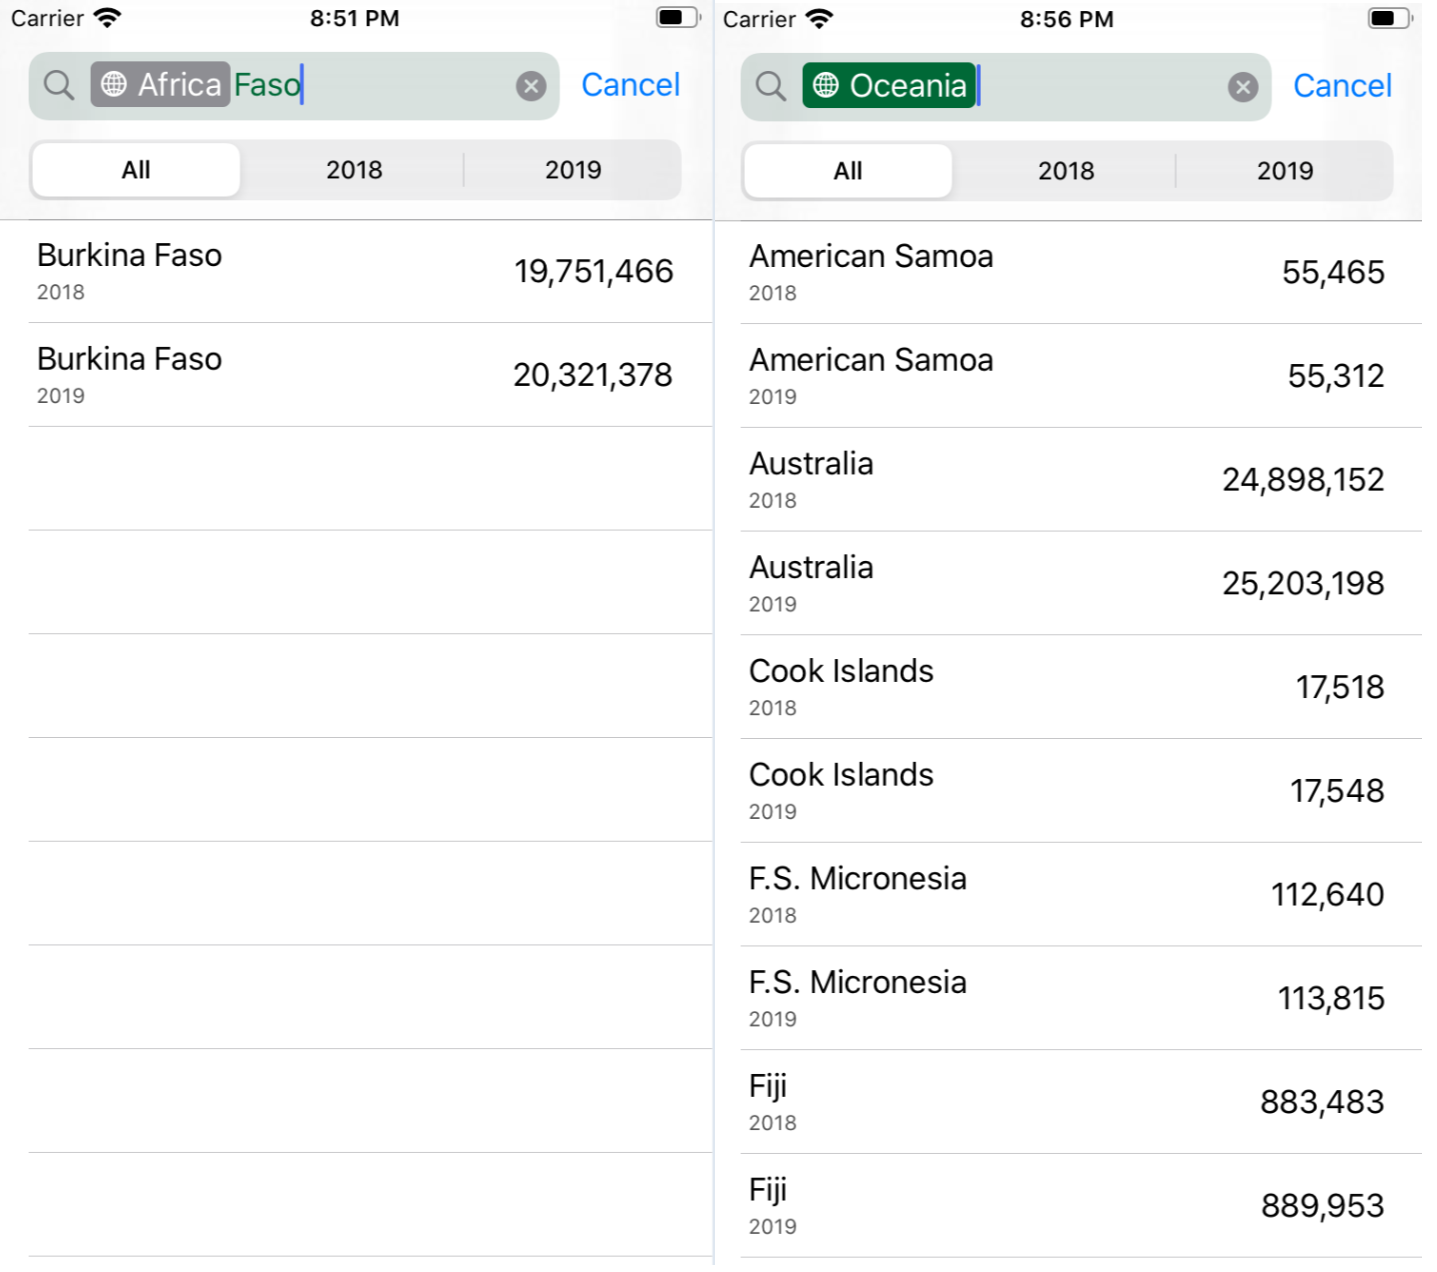 Carrier 8:51 PM
Africa Faso Cancel
All 2018 2019
Burkina Faso 19,751,466
2018
Burkina Faso 20,321,378
2019
Carrier 8:56 PM
Oceania Cancel
All 2018 2019
American Samoa 55,465
2018
American Samoa 55,312
2019
Australia 24,898,152
2018
Australia 25,203,198
2019
Cook Islands 17,518
2018
Cook Islands 17,548
2019
F.S. Micronesia 112,640
2018
F.S. Micronesia 113,815
2019
Fiji 883,483
2018
Fiji 889,953
2019